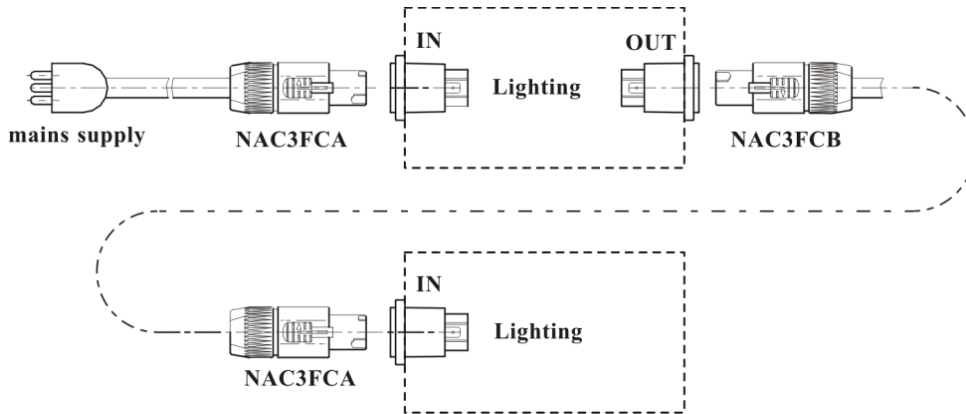 IN
OUT
Lighting
mains supply
NAC3FCA
NAC3FCB
IN
Lighting
NAC3FCA